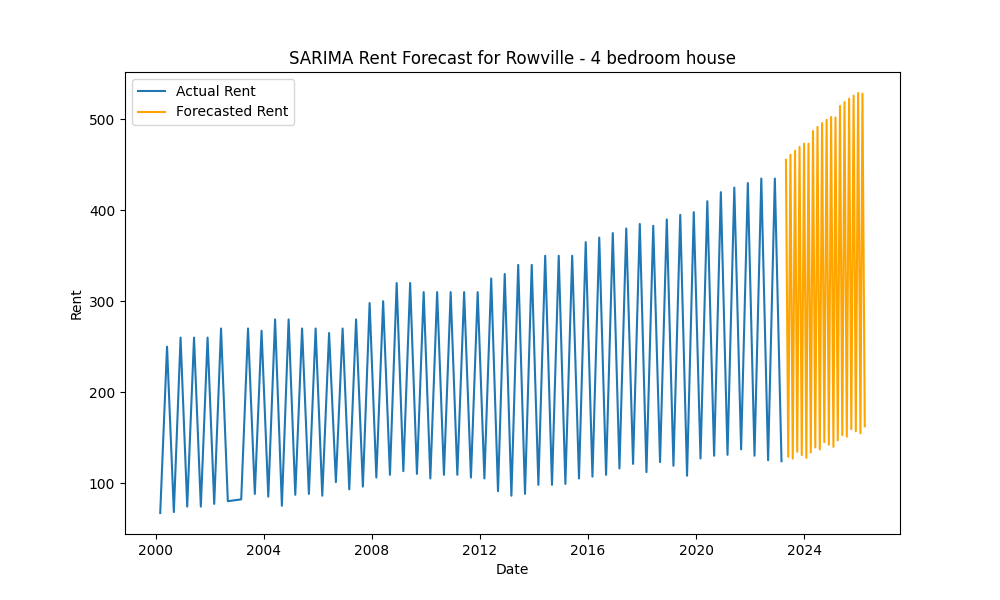 SARIMA Rent Forecast for Rowville - 4 bedroom house
Actual Rent
Forecasted Rent
500
400
300
200
100
Rent
2000 2004 2008 2012 2016 2020 2024
Date